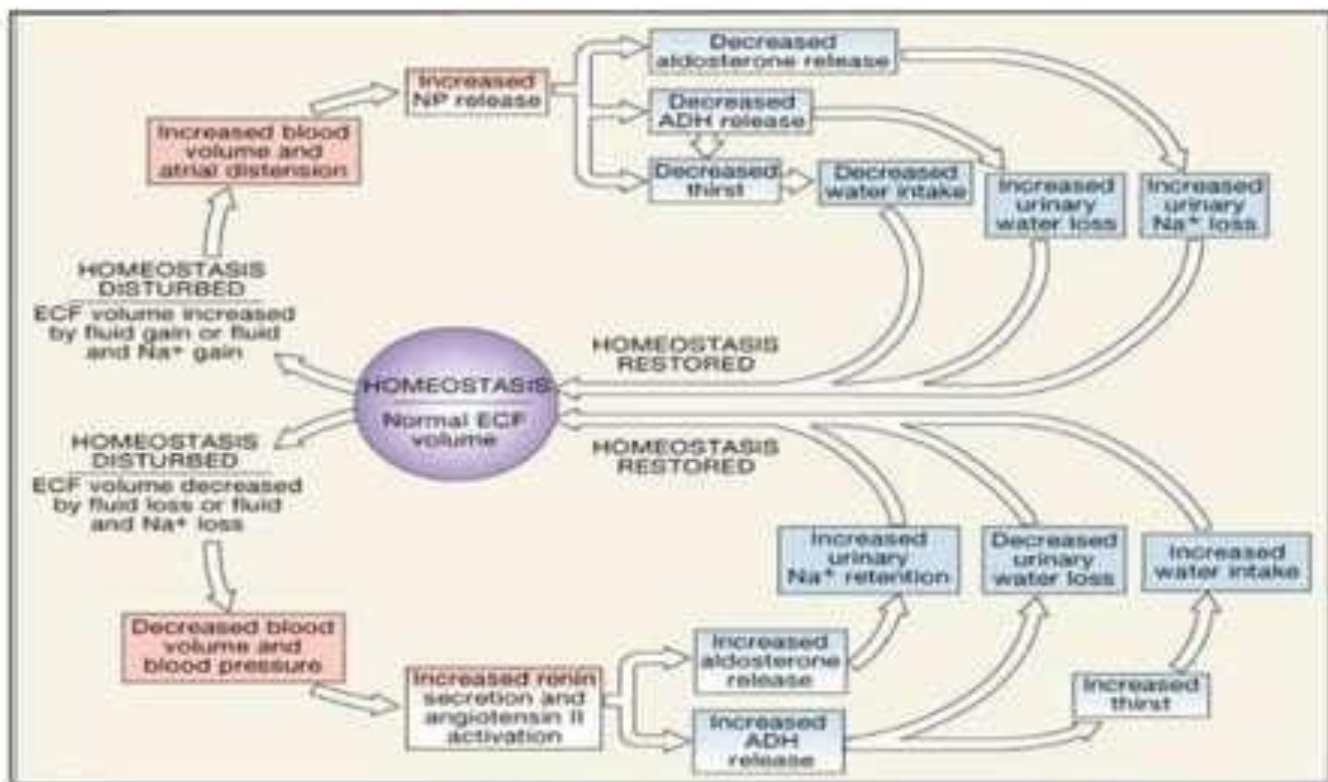 Decreased
aldosterone release
Increased
NP release
Decreased
ADH release
Increased blood
volume and
atrial distension
Decreased
thirst
Decreased
water intake
Increased
urinary
water loss
Increased
urinary
Na+ loss
HOMEOSTASIS
DISTURBED
ECF volume increased
by fluid gain or fluid
and Na+ gain
HOMEOSTASIS
RESTORED
HOMEOSTASIS
Normal ECF
volume
HOMEOSTASIS
RESTORED
HOMEOSTASIS
DISTURBED
ECF volume decreased
by fluid loss or fluid
and Na+ loss
Increased
urinary
Na+ retention
Decreased
urinary
water loss
Increased
water intake
Decreased blood
volume and
blood pressure
Increased renin
secretion and
angiotensin II
activation
Increased
aldosterone
release
Increased
ADH
release
Increased
thirst